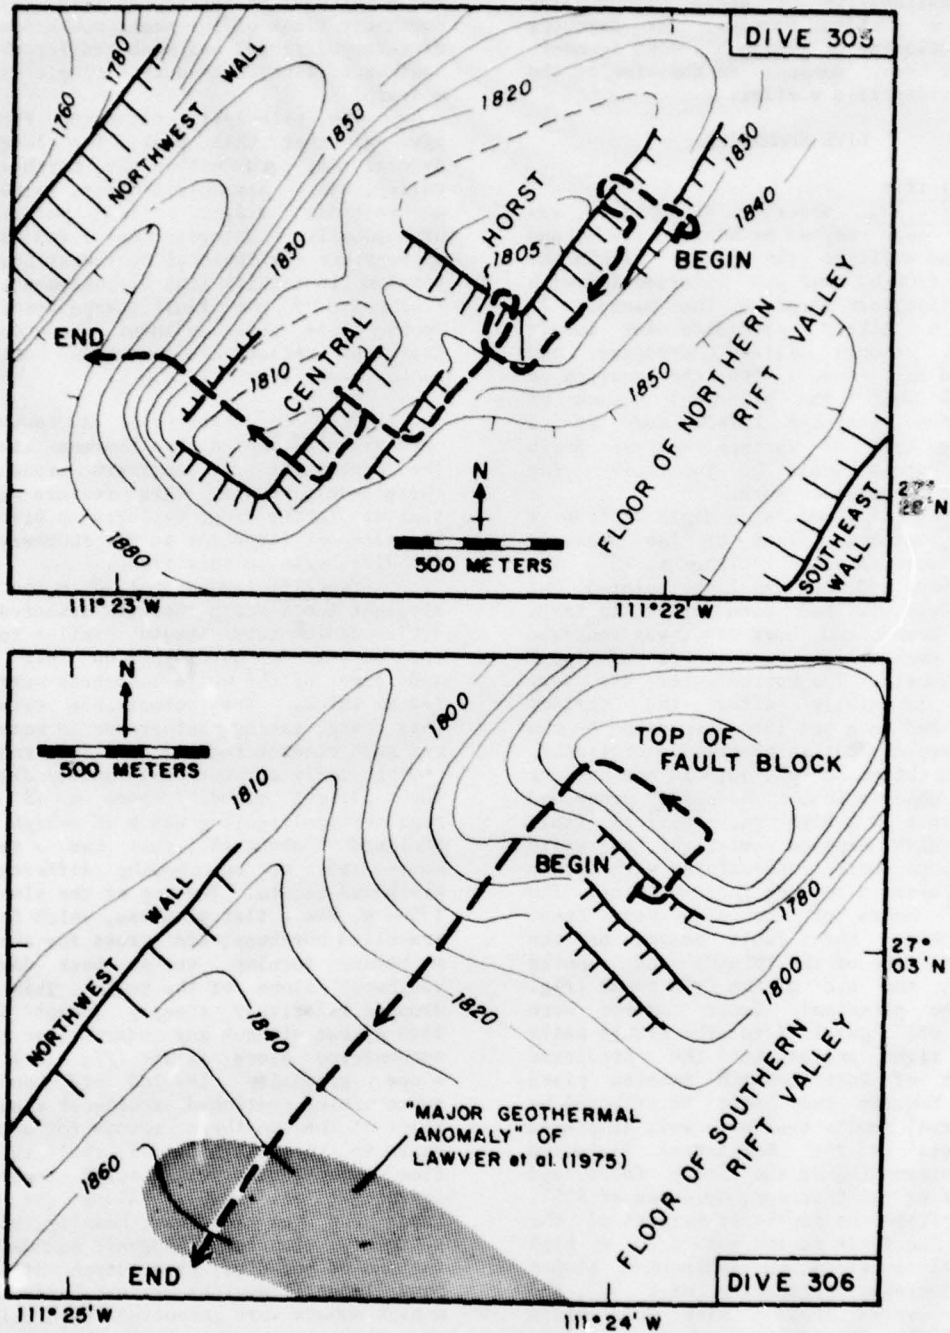 DIVE 305
1760
1780
NORTHWEST WALL
1850
1820
1830
1830
1840
HORST
1805
BEGIN
CENTRAL
END
1810
1850
FLOOR OF NORTHERN
RIFT VALLEY
N
500 METERS
27°
28'N
SOUTHEAST
WALL
1880
111°23'W
111°22'W
N
500 METERS
1800
1810
TOP OF
FAULT BLOCK
BEGIN
1780
NORTHWEST WALL
27°
03'N
1800
1820
1840
"MAJOR GEOTHERMAL
ANOMALY" OF
LAWVER et al. (1975)
1860
FLOOR OF SOUTHERN
RIFT VALLEY
END
DIVE 306
111°25'W
111°24'W